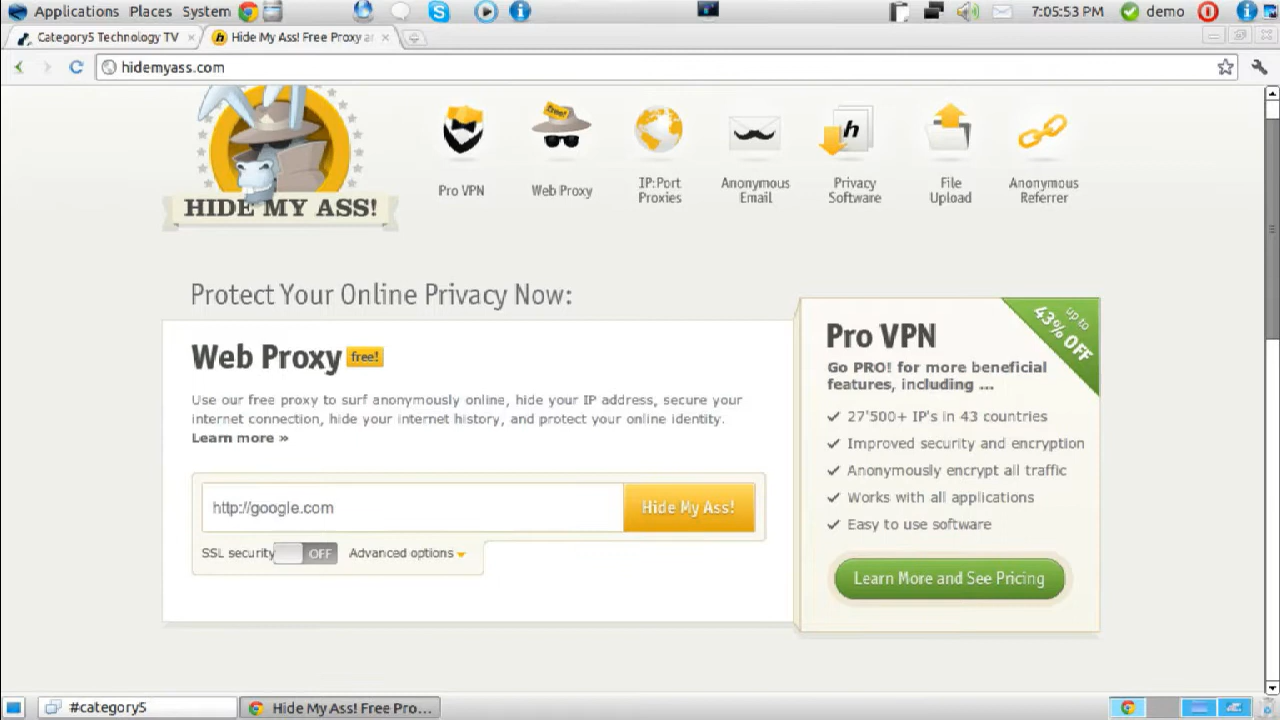 Applications Places System
7:05:53 PM demo
Category5 Technology TV
Hide My Ass! Free Proxy ar
hidemyass.com
HIDE MY ASS!
Pro VPN
Free!
Web Proxy
IP:Port
Proxies
Anonymous
Email
h
Privacy
Software
File
Upload
Anonymous
Referrer
Protect Your Online Privacy Now:
Web Proxy free!
Use our free proxy to surf anonymously online, hide your IP address, secure your
internet connection, hide your internet history, and protect your online identity.
Learn more »
http://google.com
Hide My Ass!
SSL security OFF Advanced options
up to
43% OFF
Pro VPN
Go PRO! for more beneficial
features, including ...
27'500+ IP's in 43 countries
Improved security and encryption
Anonymously encrypt all traffic
Works with all applications
Easy to use software
Learn More and See Pricing
#category5
Hide My Ass! Free Pro...